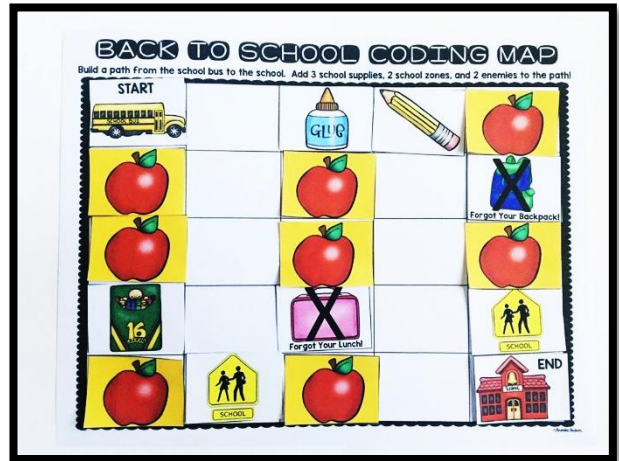 BACK TO SCHOOL CODING MAP
Build a path from the school bus to the school. Add 3 school supplies, 2 school zones, and 2 enemies to the path!
START
SCHOOL BUS
GLUE
Forgot Your Backpack!
16
Forgot Your Lunch!
SCHOOL
SCHOOL
END